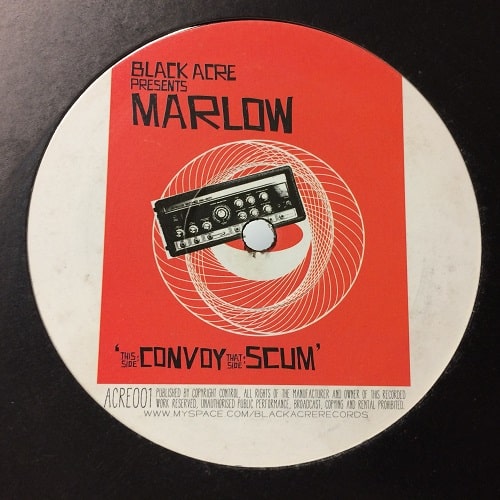 BLACK ACRE
PRESENTS
MARLOW
'THIS: SIDE CONVOY THAT: SIDE SCUM'
ACRE001 PUBLISHED BY COPYRIGHT CONTROL, ALL RIGHTS OF THE MANUFACTURER AND OWNER OF THIS RECORDED
WORK RESERVED, UNAUTHORISED PUBLIC PERFORMANCE, BROADCAST, COPYING AND RENTAL PROHIBITED.
WWW.MYSPACE.COM/BLACKACRERECORDS